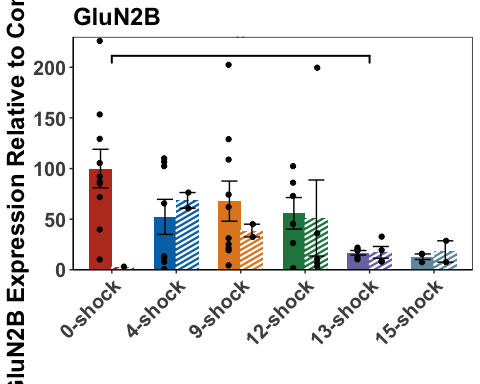 GluN2B
GluN2B Expression Relative to Con
200
150
100
50
0
0-shock
4-shock
9-shock
12-shock
13-shock
15-shock